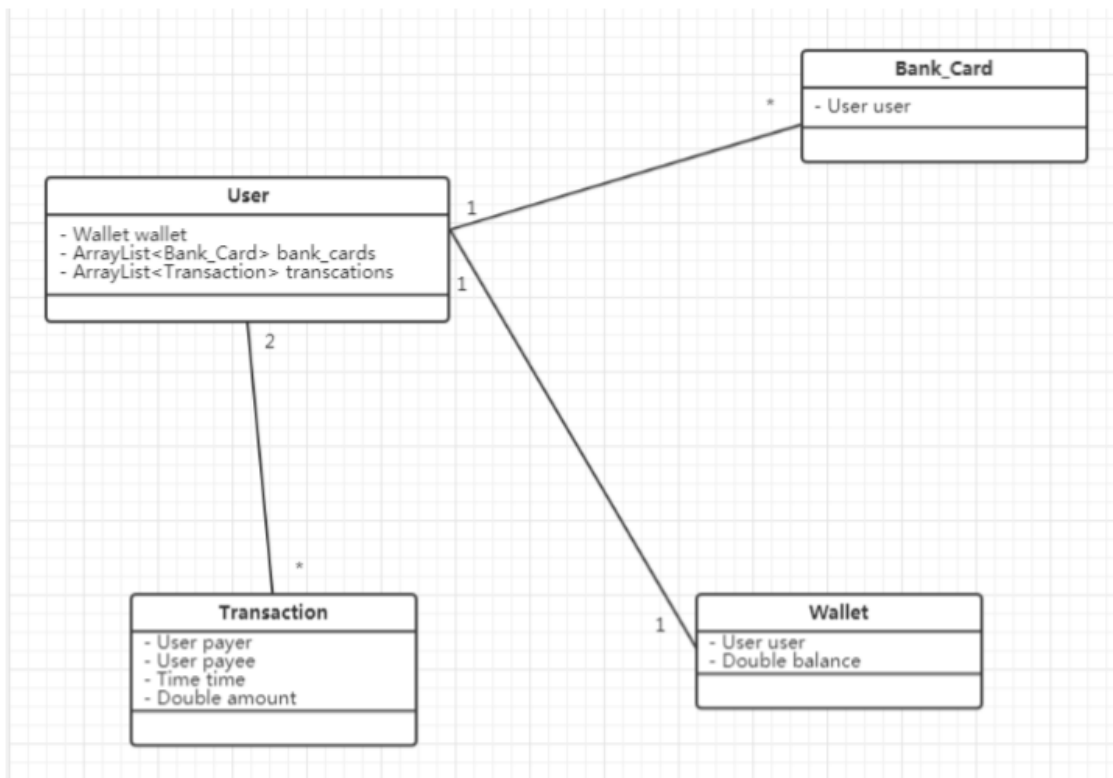 Bank_Card
- User user
*
1
User
- Wallet wallet
- ArrayList<Bank_Card> bank_cards
- ArrayList<Transaction> transcations
1
2
*
Transaction
- User payer
- User payee
- Time time
- Double amount
1
Wallet
- User user
- Double balance